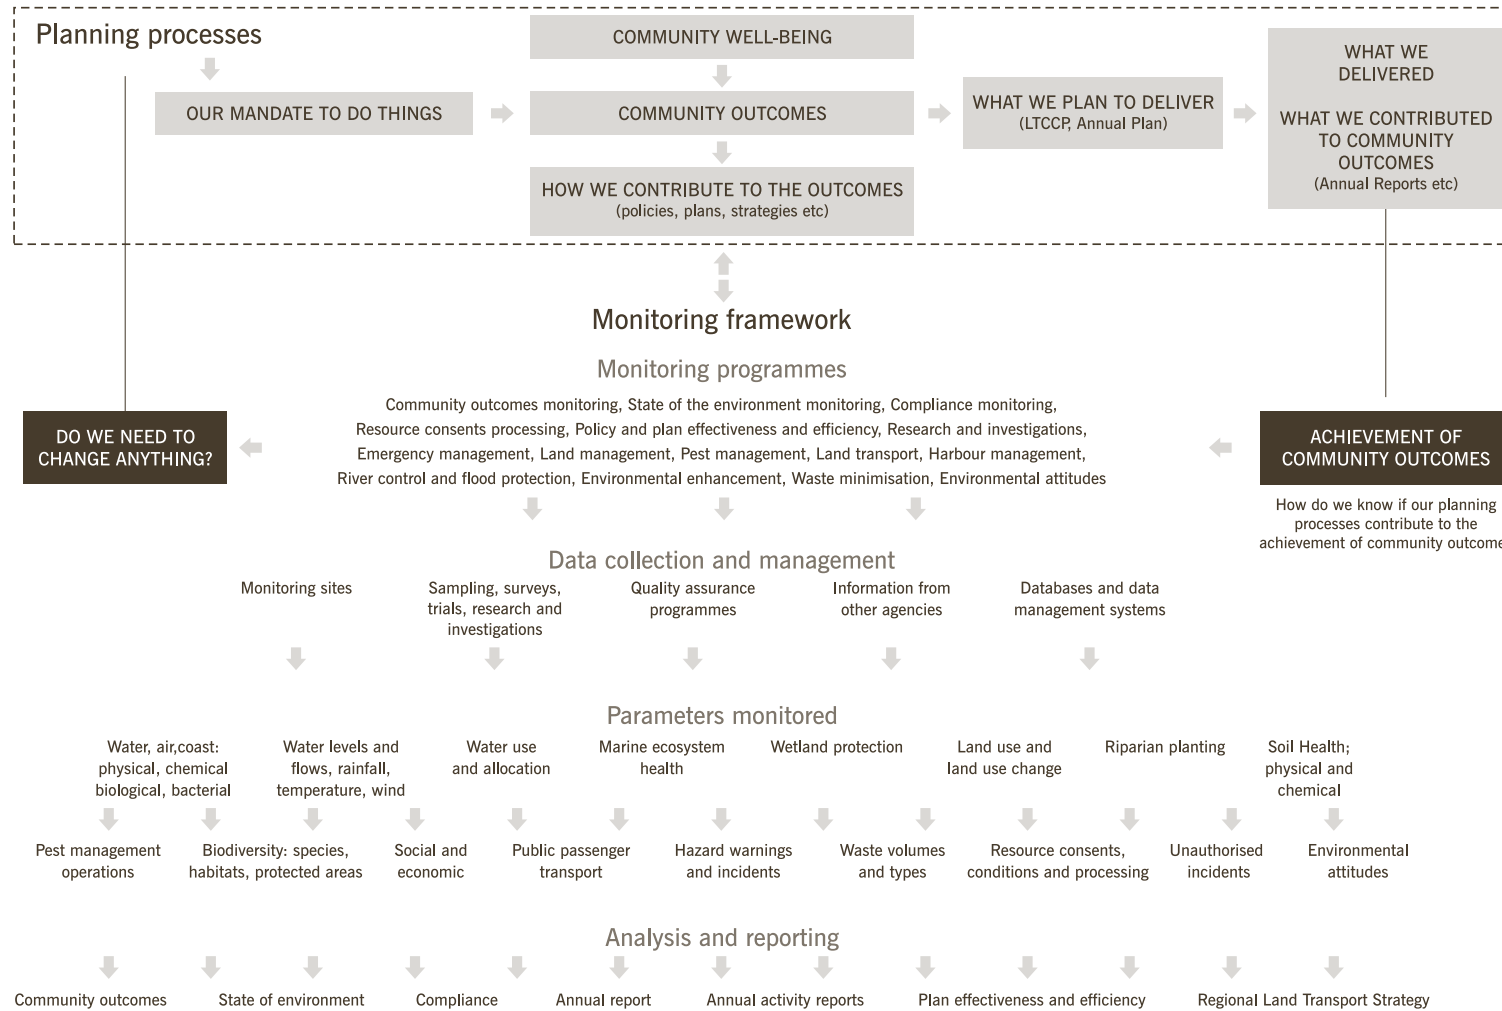 Planning processes
COMMUNITY WELL-BEING
OUR MANDATE TO DO THINGS
COMMUNITY OUTCOMES
WHAT WE PLAN TO DELIVER
(LTCCP, Annual Plan)
WHAT WE
DELIVERED
WHAT WE CONTRIBUTED
TO COMMUNITY
OUTCOMES
(Annual Reports etc)
HOW WE CONTRIBUTE TO THE OUTCOMES
(policies, plans, strategies etc)
Monitoring framework
Monitoring programmes
Community outcomes monitoring, State of the environment monitoring, Compliance monitoring,
Resource consents processing, Policy and plan effectiveness and efficiency, Research and investigations,
Emergency management, Land management, Pest management, Land transport, Harbour management,
River control and flood protection, Environmental enhancement, Waste minimisation, Environmental attitudes
DO WE NEED TO
CHANGE ANYTHING?
ACHIEVEMENT OF
COMMUNITY OUTCOMES
How do we know if our planning
processes contribute to the
achievement of community outcome
Data collection and management
Monitoring sites
Sampling, surveys,
trials, research and
investigations
Quality assurance
programmes
Information from
other agencies
Databases and data
management systems
Parameters monitored
Water, air,coast:
physical, chemical
biological, bacterial
Water levels and
flows, rainfall,
temperature, wind
Water use
and allocation
Marine ecosystem
health
Wetland protection
Land use and
land use change
Riparian planting
Soil Health;
physical and
chemical
Pest management
operations
Biodiversity: species,
habitats, protected areas
Social and
economic
Public passenger
transport
Hazard warnings
and incidents
Waste volumes
and types
Resource consents,
conditions and processing
Unauthorised
incidents
Environmental
attitudes
Analysis and reporting
Community outcomes
State of environment
Compliance
Annual report
Annual activity reports
Plan effectiveness and efficiency
Regional Land Transport Strategy